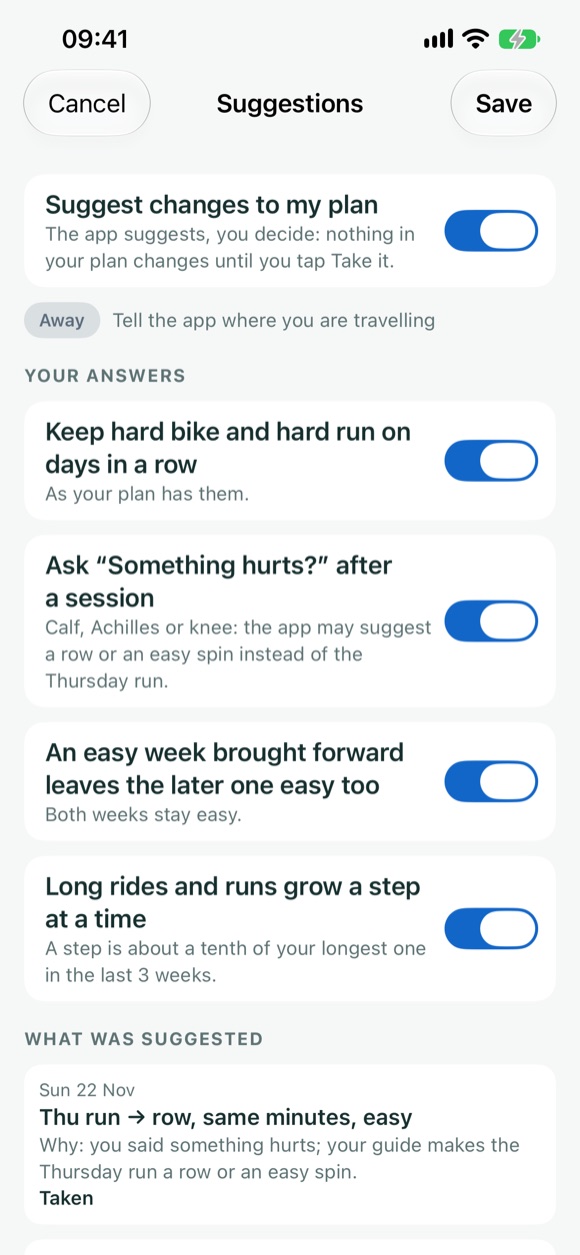 09:41
Cancel
Suggestions
Save
Suggest changes to my plan
The app suggests, you decide: nothing in
your plan changes until you tap Take it.
Away
Tell the app where you are travelling
YOUR ANSWERS
Keep hard bike and hard run on
days in a row
As your plan has them.
Ask “Something hurts?” after
a session
Calf, Achilles or knee: the app may suggest
a row or an easy spin instead of the
Thursday run.
An easy week brought forward
leaves the later one easy too
Both weeks stay easy.
Long rides and runs grow a step
at a time
A step is about a tenth of your longest one
in the last 3 weeks.
WHAT WAS SUGGESTED
Sun 22 Nov
Thu run → row, same minutes, easy
Why: you said something hurts; your guide makes the
Thursday run a row or an easy spin.
Taken